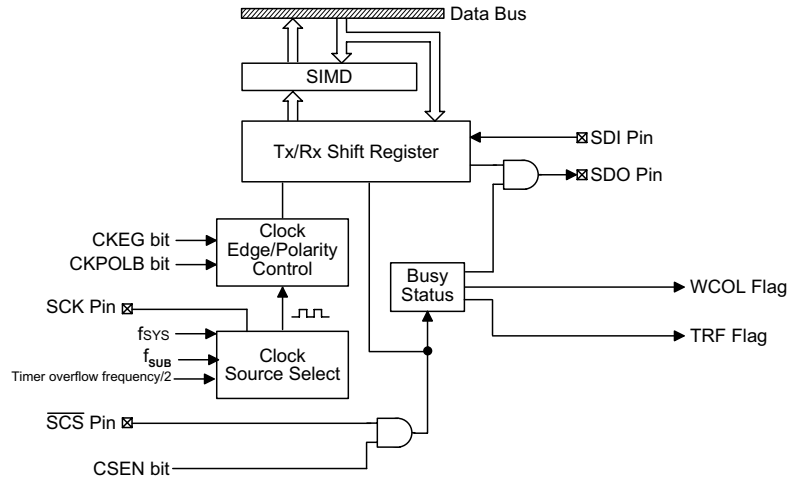 Data Bus
SIMD
Tx/Rx Shift Register
SDI Pin
SDO Pin
CKEG bit
CKPOLB bit
Clock
Edge/Polarity
Control
Busy
Status
WCOL Flag
TRF Flag
SCK Pin
fSYS
fSUB
Timer overflow frequency/2
Clock
Source Select
SCS Pin
CSEN bit